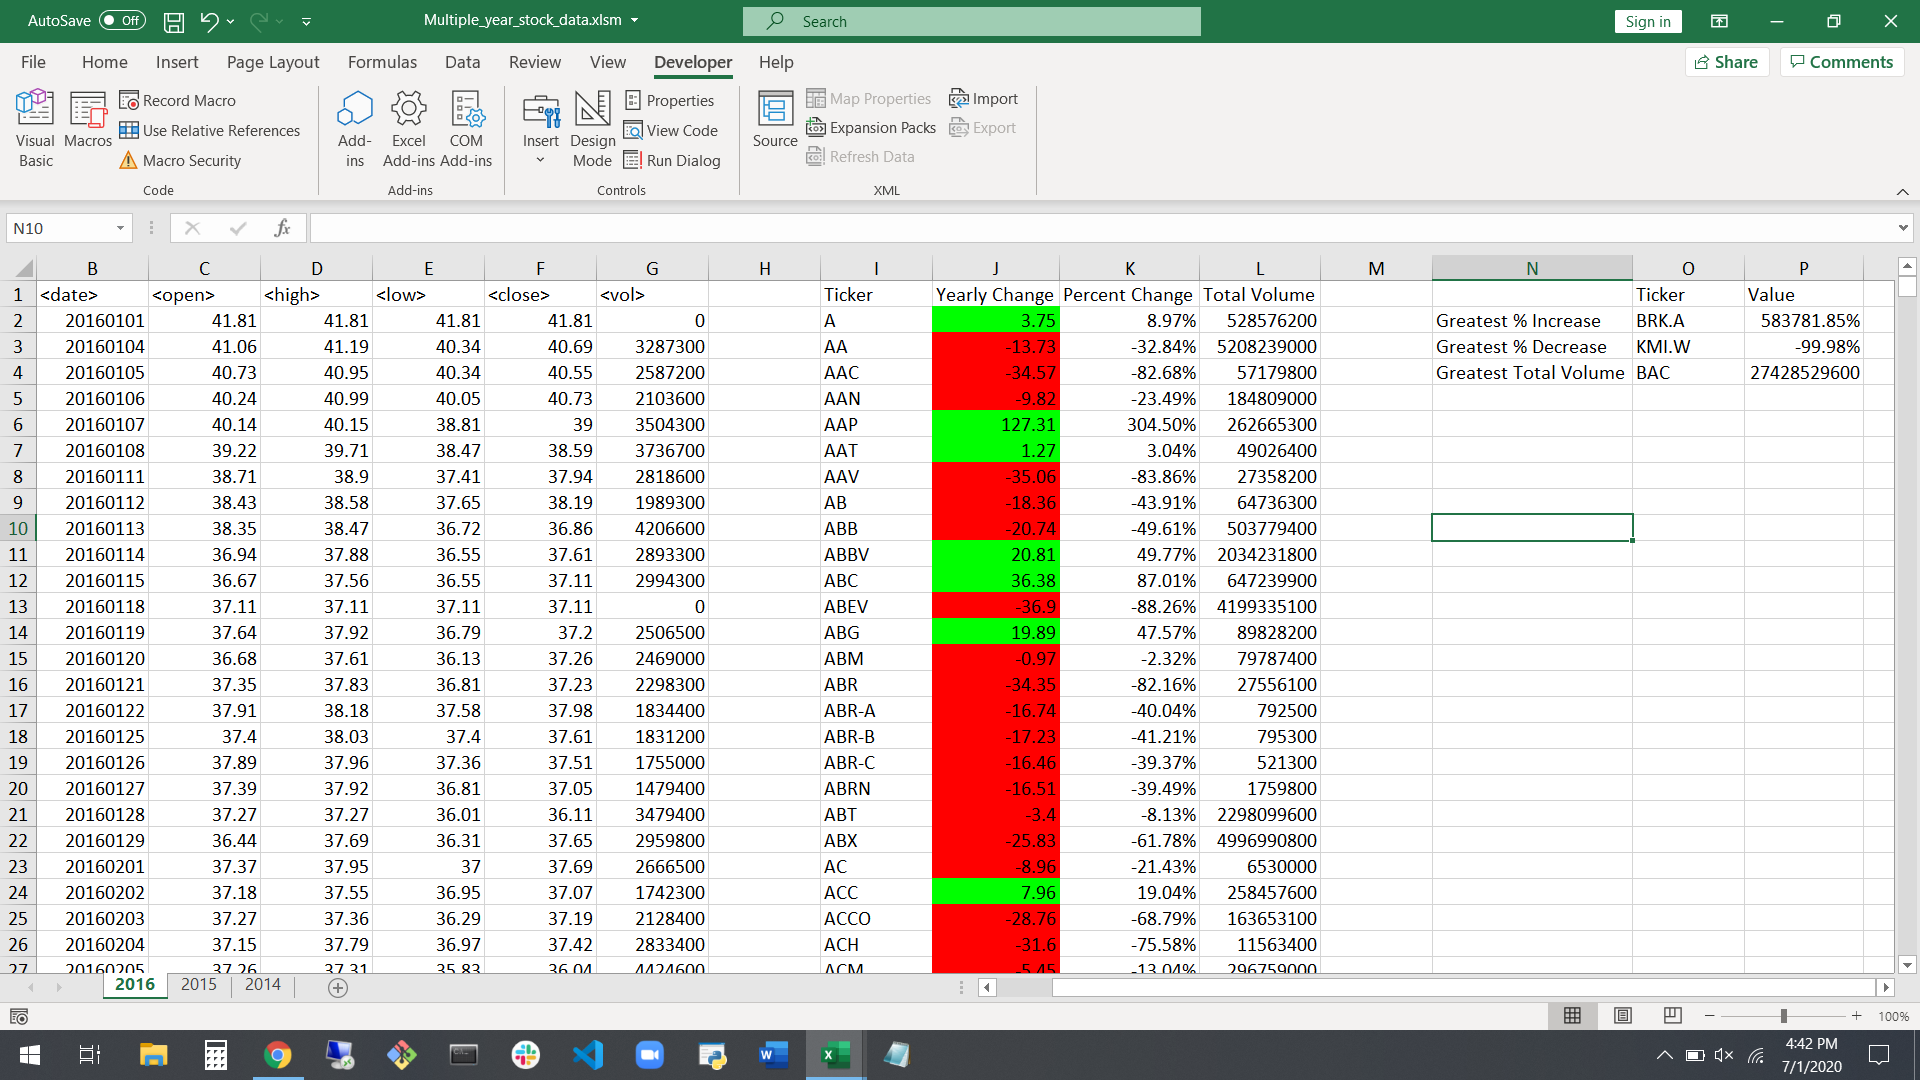 AutoSave Off Multiple_year_stock_data.xlsm Search Sign in
File Home Insert Page Layout Formulas Data Review View Developer Help Share Comments
Visual Basic
Macros
Record Macro
Use Relative References
Macro Security
Code
Add-ins
Excel Add-ins
COM Add-ins
Add-ins
Insert
Design Mode
Properties
View Code
Run Dialog
Controls
Source
Map Properties
Expansion Packs
Refresh Data
Import
Export
XML
N10 fx
B C D E F G H I J K L M N O P
1 <date> <open> <high> <low> <close> <vol> Ticker Yearly Change Percent Change Total Volume Ticker Value
2 20160101 41.81 41.81 41.81 41.81 0 A 3.75 8.97% 528576200 Greatest % Increase BRK.A 583781.85%
3 20160104 41.06 41.19 40.34 40.69 3287300 AA -13.73 -32.84% 5208239000 Greatest % Decrease KMI.W -99.98%
4 20160105 40.73 40.95 40.34 40.55 2587200 AAC -34.57 -82.68% 57179800 Greatest Total Volume BAC 27428529600
5 20160106 40.24 40.99 40.05 40.73 2103600 AAN -9.82 -23.49% 184809000
6 20160107 40.14 40.15 38.81 39 3504300 AAP 127.31 304.50% 262665300
7 20160108 39.22 39.71 38.47 38.59 3736700 AAT 1.27 3.04% 49026400
8 20160111 38.71 38.9 37.41 37.94 2818600 AAV -35.06 -83.86% 27358200
9 20160112 38.43 38.58 37.65 38.19 1989300 AB -18.36 -43.91% 64736300
10 20160113 38.35 38.47 36.72 36.86 4206600 ABB -20.74 -49.61% 503779400
11 20160114 36.94 37.88 36.55 37.61 2893300 ABBV 20.81 49.77% 2034231800
12 20160115 36.67 37.56 36.55 37.11 2994300 ABC 36.38 87.01% 647239900
13 20160118 37.11 37.11 37.11 37.11 0 ABEV -36.9 -88.26% 4199335100
14 20160119 37.64 37.92 36.79 37.2 2506500 ABG 19.89 47.57% 89828200
15 20160120 36.68 37.61 36.13 37.26 2469000 ABM -0.97 -2.32% 79787400
16 20160121 37.35 37.83 36.81 37.23 2298300 ABR -34.35 -82.16% 27556100
17 20160122 37.91 38.18 37.58 37.98 1834400 ABR-A -16.74 -40.04% 792500
18 20160125 37.4 38.03 37.4 37.61 1831200 ABR-B -17.23 -41.21% 795300
19 20160126 37.89 37.96 37.36 37.51 1755000 ABR-C -16.46 -39.37% 521300
20 20160127 37.39 37.92 36.81 37.05 1479400 ABRN -16.51 -39.49% 1759800
21 20160128 37.27 37.27 36.01 36.11 3479400 ABT -3.4 -8.13% 2298099600
22 20160129 36.44 37.69 36.31 37.65 2959800 ABX -25.83 -61.78% 4996990800
23 20160201 37.37 37.95 37 37.69 2666500 AC -8.96 -21.43% 6530000
24 20160202 37.18 37.55 36.95 37.07 1742300 ACC 7.96 19.04% 258457600
25 20160203 37.27 37.36 36.29 37.19 2128400 ACCO -28.76 -68.79% 163653100
26 20160204 37.15 37.79 36.97 37.42 2833400 ACH -31.6 -75.58% 11563400
27 20160205 37.26 37.31 35.83 36.04 4424600 ACM -5.45 -13.04% 296759000
2016 2015 2014
100%
4:42 PM
7/1/2020